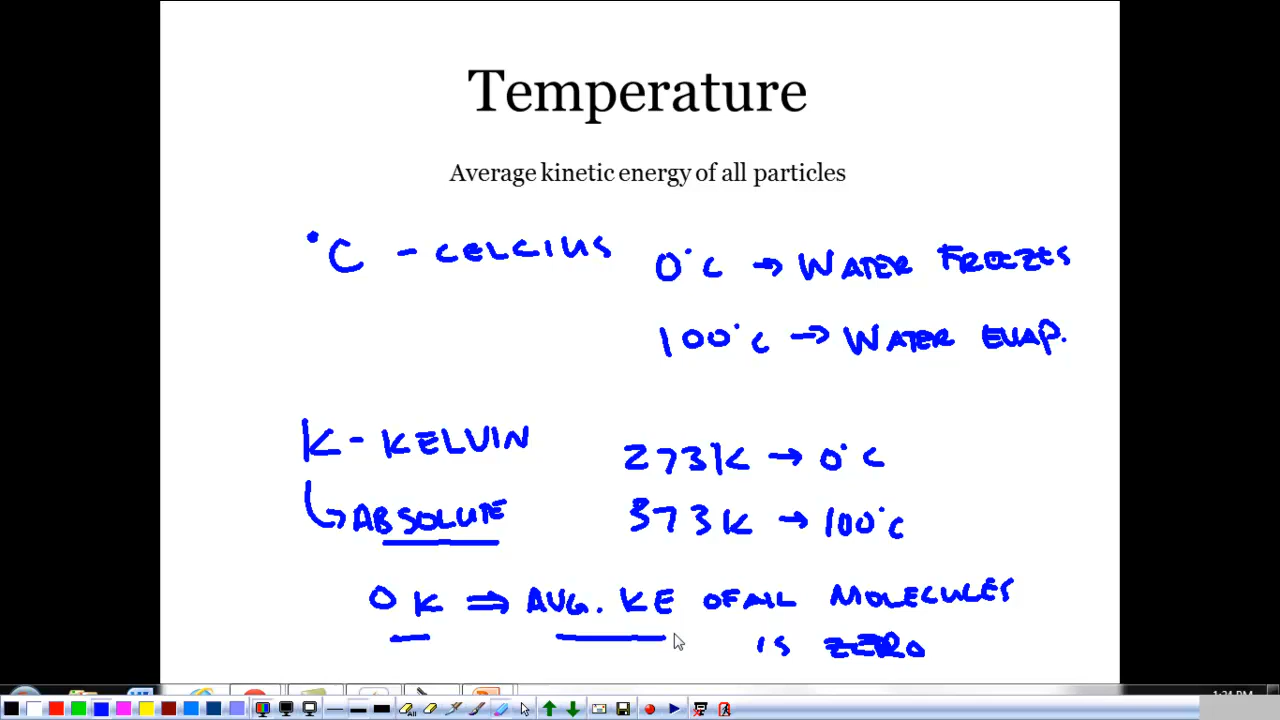 Temperature
Average kinetic energy of all particles
°C - CELCIUS
0°C → WATER FREEZES
100°C → WATER EVAP.
K - KELVIN
273K → 0°C
↳ ABSOLUTE
373K → 100°C
0 K ⇒ AVG. KE OF ALL MOLECULES
IS ZERO